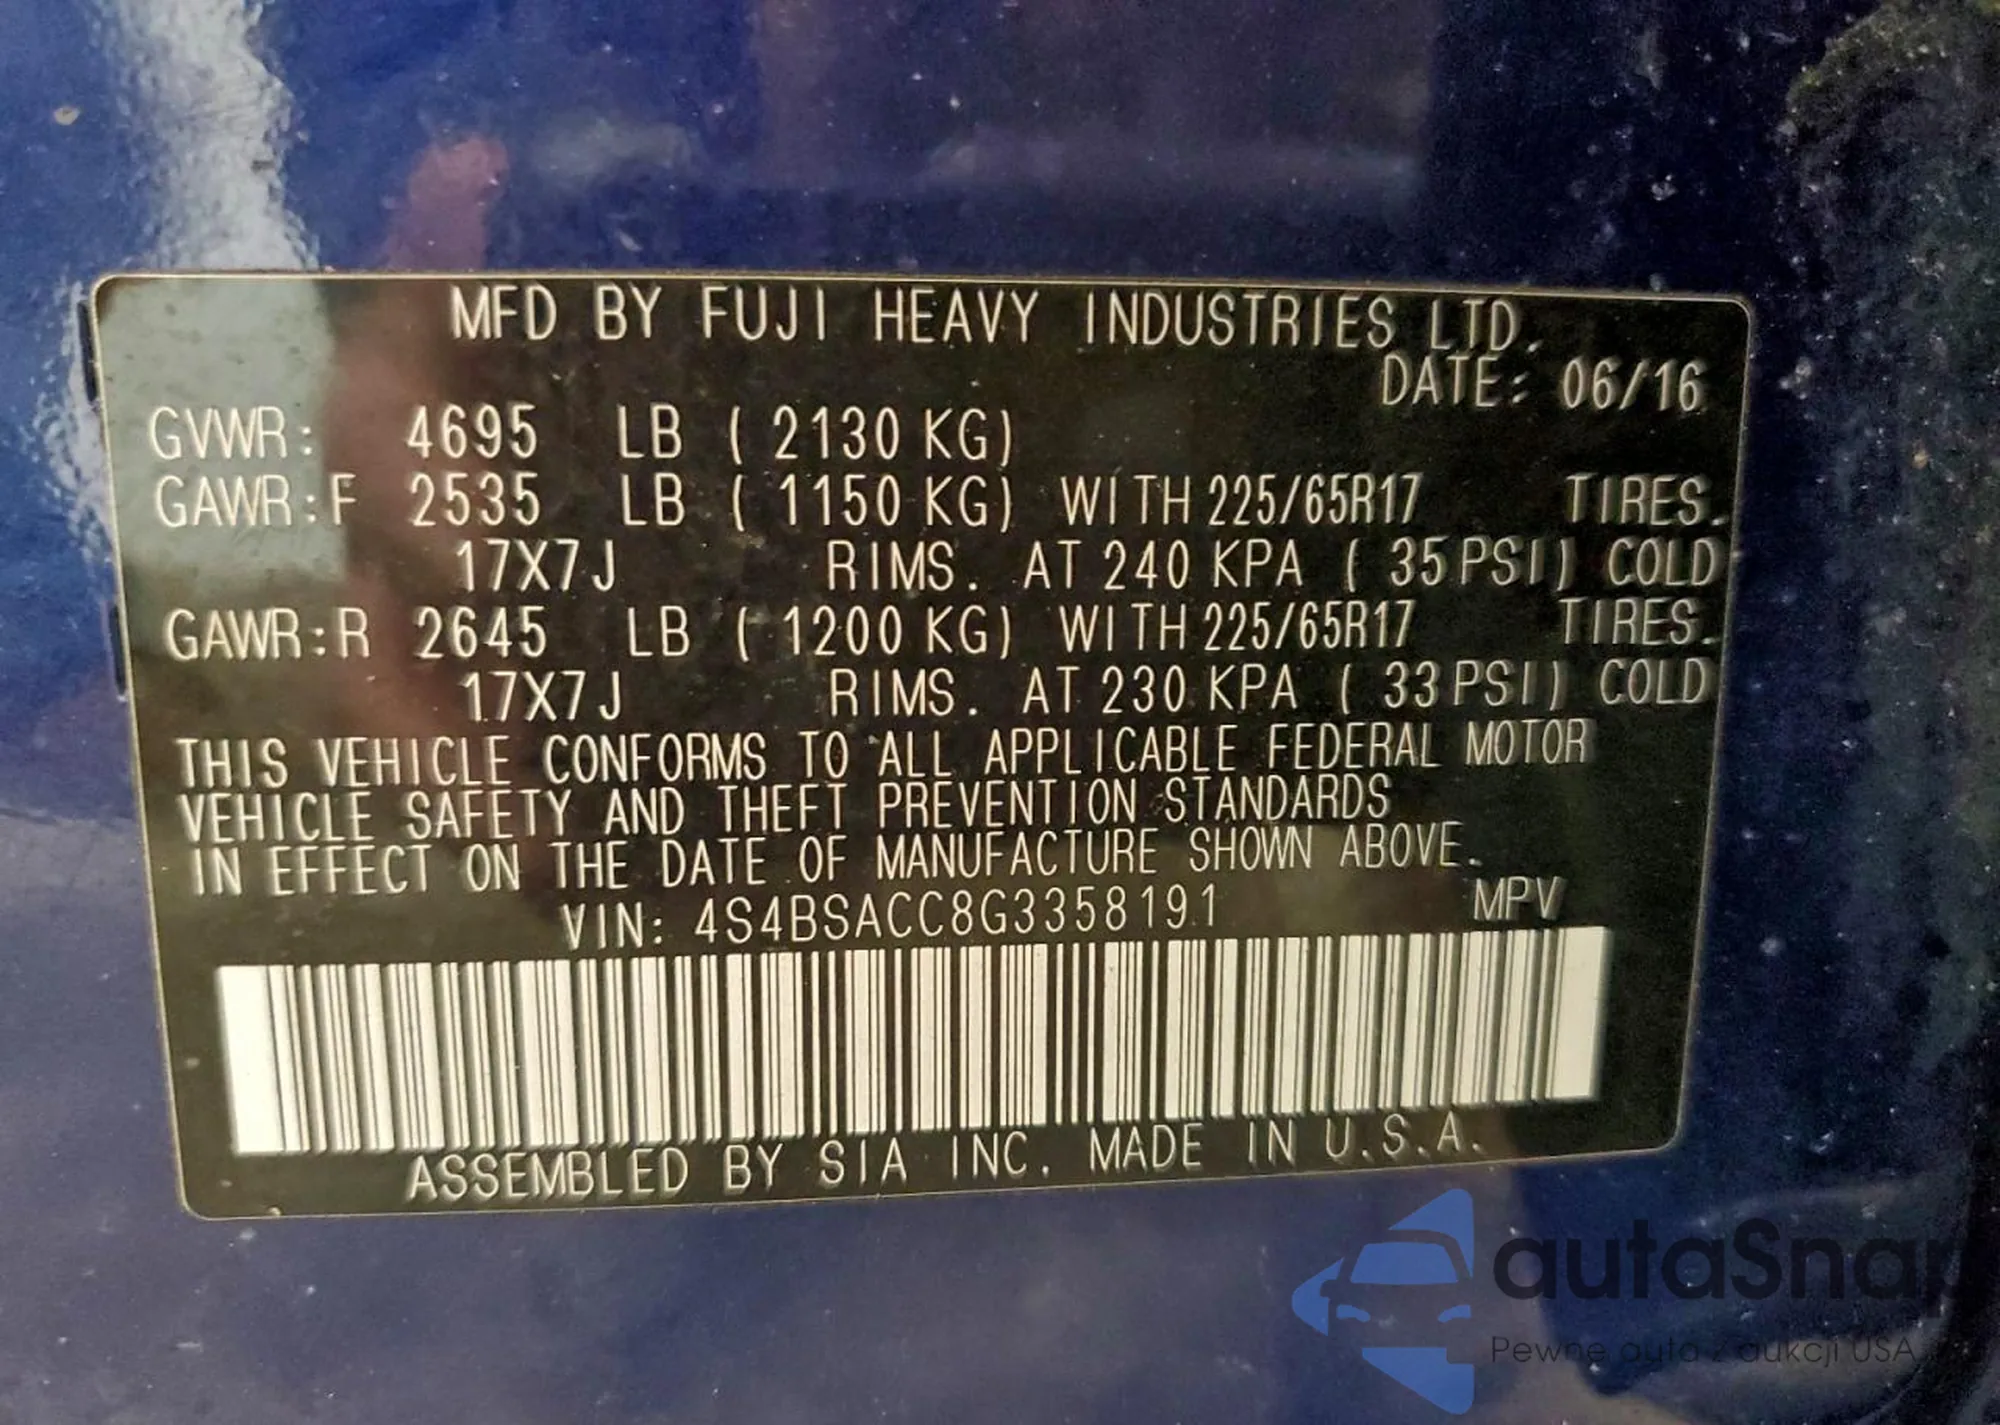 MFD BY FUJI HEAVY INDUSTRIES LTD.
DATE: 06/16
GVWR: 4695 LB ( 2130 KG)
GAWR:F 2535 LB ( 1150 KG) WITH 225/65R17 TIRES.
17X7J RIMS. AT 240 KPA ( 35 PSI) COLD
GAWR:R 2645 LB ( 1200 KG) WITH 225/65R17 TIRES.
17X7J RIMS. AT 230 KPA ( 33 PSI) COLD
THIS VEHICLE CONFORMS TO ALL APPLICABLE FEDERAL MOTOR
VEHICLE SAFETY AND THEFT PREVENTION STANDARDS
IN EFFECT ON THE DATE OF MANUFACTURE SHOWN ABOVE.
VIN: 4S4BSACC8G3358191 MPV
ASSEMBLED BY SIA INC. MADE IN U.S.A.
autaSnap
Pewne auta z aukcji USA